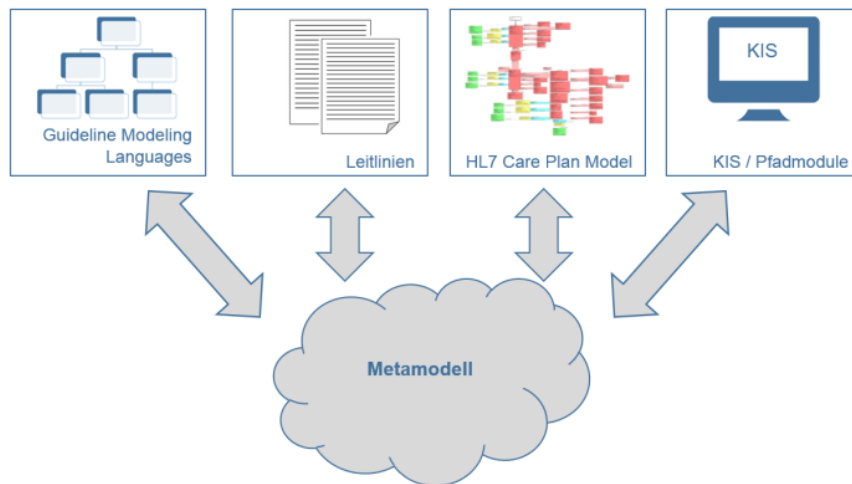 KIS
Guideline Modeling
Languages
Leitlinien
HL7 Care Plan Model
KIS / Pfadmodule
Metamodell